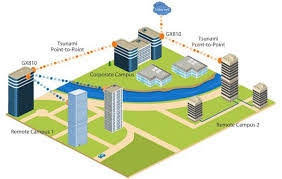 Tsunami
Point-to-Point
GX810
Tsunami
Point-to-Point
GX810
GX810
Corporate Campus
Remote Campus 1
Remote Campus -2